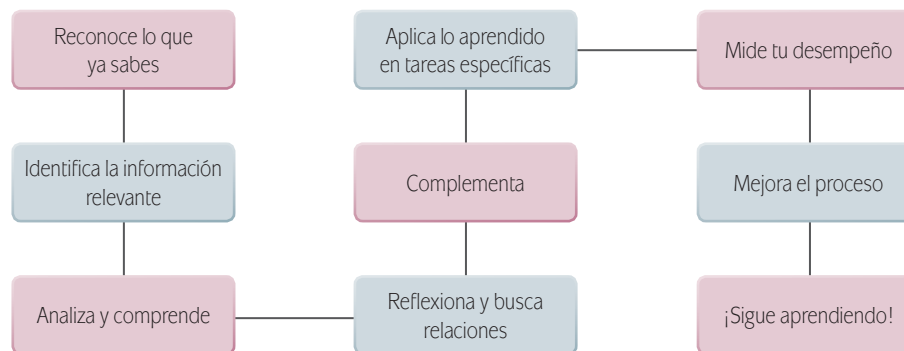 Reconoce lo que
ya sabes
Identifica la información
relevante
Analiza y comprende
Reflexiona y busca
relaciones
Complementa
Aplica lo aprendido
en tareas específicas
Mide tu desempeño
Mejora el proceso
¡Sigue aprendiendo!